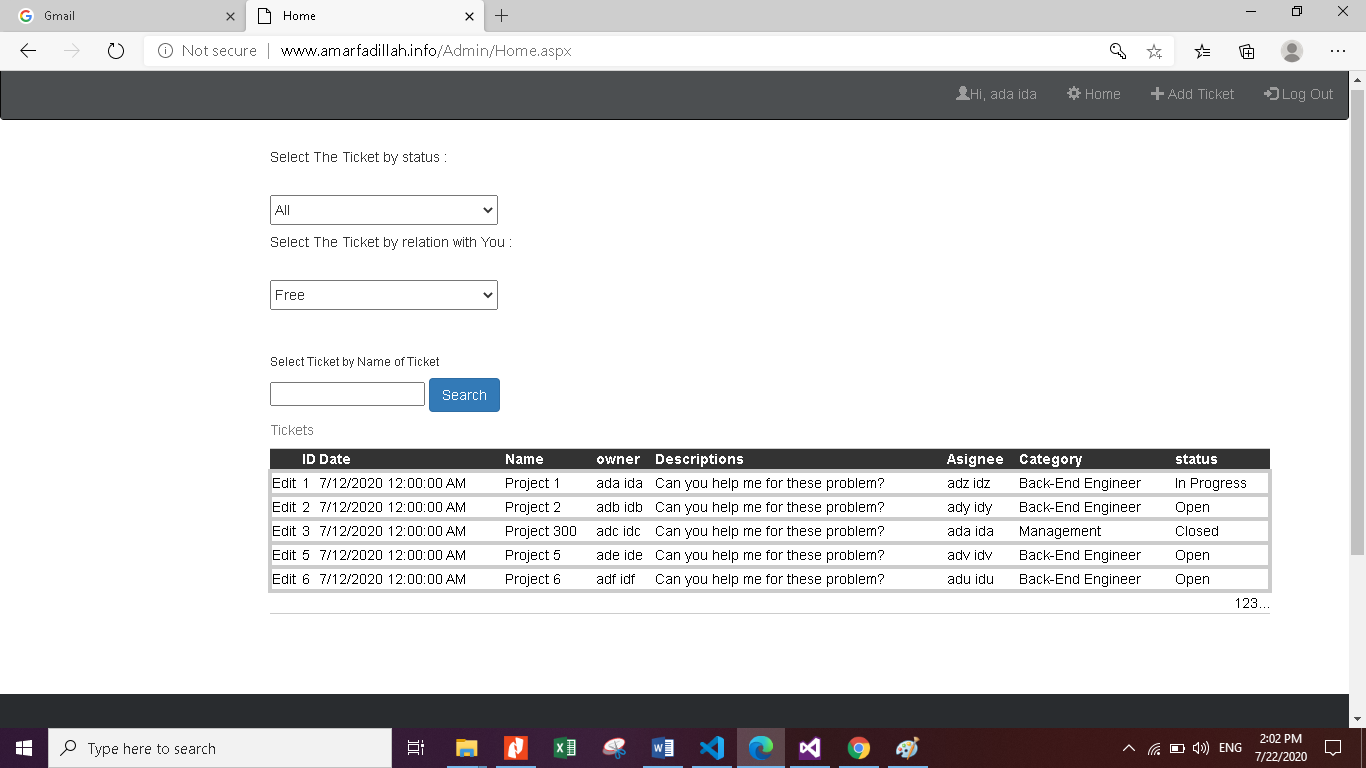 Gmail
Home
Not secure www.amarfadillah.info/Admin/Home.aspx
Hi, ada ida Home Add Ticket Log Out
Select The Ticket by status :
All
Select The Ticket by relation with You :
Free
Select Ticket by Name of Ticket
Search
Tickets
ID Date Name owner Descriptions Asignee Category status
Edit 1 7/12/2020 12:00:00 AM Project 1 ada ida Can you help me for these problem? adz idz Back-End Engineer In Progress
Edit 2 7/12/2020 12:00:00 AM Project 2 adb idb Can you help me for these problem? ady idy Back-End Engineer Open
Edit 3 7/12/2020 12:00:00 AM Project 300 adc idc Can you help me for these problem? ada ida Management Closed
Edit 5 7/12/2020 12:00:00 AM Project 5 ade ide Can you help me for these problem? adv idv Back-End Engineer Open
Edit 6 7/12/2020 12:00:00 AM Project 6 adf idf Can you help me for these problem? adu idu Back-End Engineer Open
123...
Type here to search
ENG
2:02 PM
7/22/2020